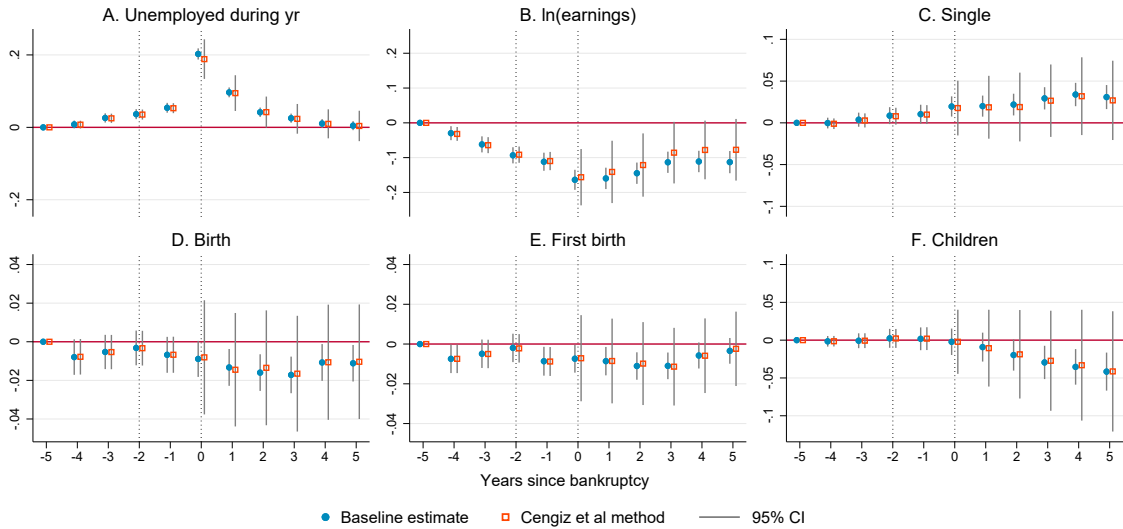 A. Unemployed during yr
B. ln(earnings)
C. Single
.2
0
-.2
.2
.1
0
-.1
-.2
.1
.05
0
-.05
-.1
D. Birth
E. First birth
F. Children
.04
.02
0
-.02
-.04
.04
.02
0
-.02
-.04
.1
.05
0
-.05
-.1
-5 -4 -3 -2 -1 0 1 2 3 4 5
-5 -4 -3 -2 -1 0 1 2 3 4 5
-5 -4 -3 -2 -1 0 1 2 3 4 5
Years since bankruptcy
Baseline estimate Cengiz et al method 95% CI